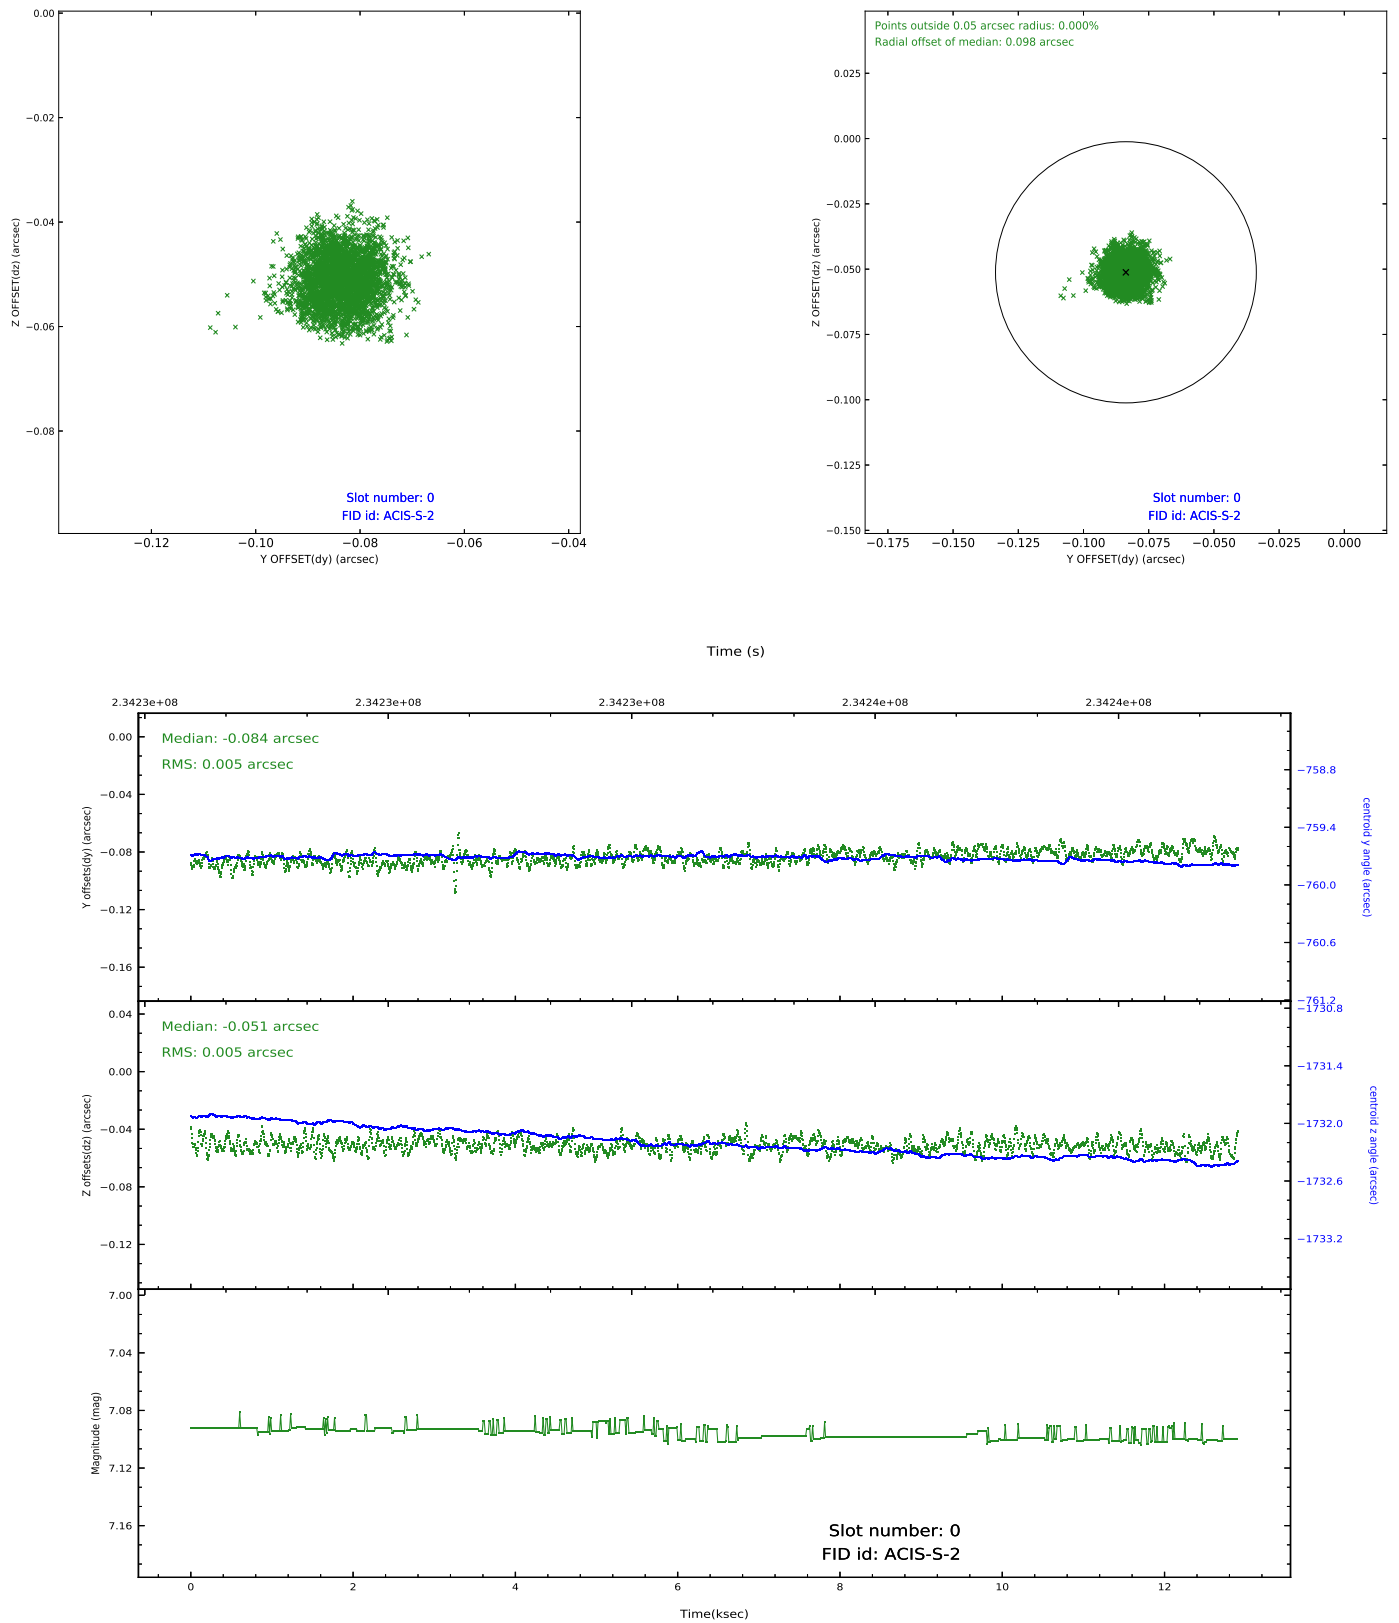 0.00
−0.02
−0.04
−0.06
−0.08
Z OFFSET(dz) (arcsec)
Slot number: 0
FID id: ACIS-S-2
−0.12 −0.10 −0.08 −0.06 −0.04
Y OFFSET(dy) (arcsec)
Points outside 0.05 arcsec radius: 0.000%
Radial offset of median: 0.098 arcsec
0.025
0.000
−0.025
−0.050
−0.075
−0.100
−0.125
−0.150
Z OFFSET(dz) (arcsec)
Slot number: 0
FID id: ACIS-S-2
−0.175 −0.150 −0.125 −0.100 −0.075 −0.050 −0.025 0.000
Y OFFSET(dy) (arcsec)
Time (s)
2.3423e+08 2.3423e+08 2.3423e+08 2.3424e+08 2.3424e+08
Median: -0.084 arcsec
RMS: 0.005 arcsec
0.00
−0.04
−0.08
−0.12
−0.16
Y offsets(dy) (arcsec)
−758.8
−759.4
−760.0
−760.6
−761.2
centroid y angle (arcsec)
Median: -0.051 arcsec
RMS: 0.005 arcsec
0.04
0.00
−0.04
−0.08
−0.12
Z offsets(dz) (arcsec)
−1730.8
−1731.4
−1732.0
−1732.6
−1733.2
centroid z angle (arcsec)
7.00
7.04
7.08
7.12
7.16
Magnitude (mag)
Slot number: 0
FID id: ACIS-S-2
0 2 4 6 8 10 12
Time(ksec)